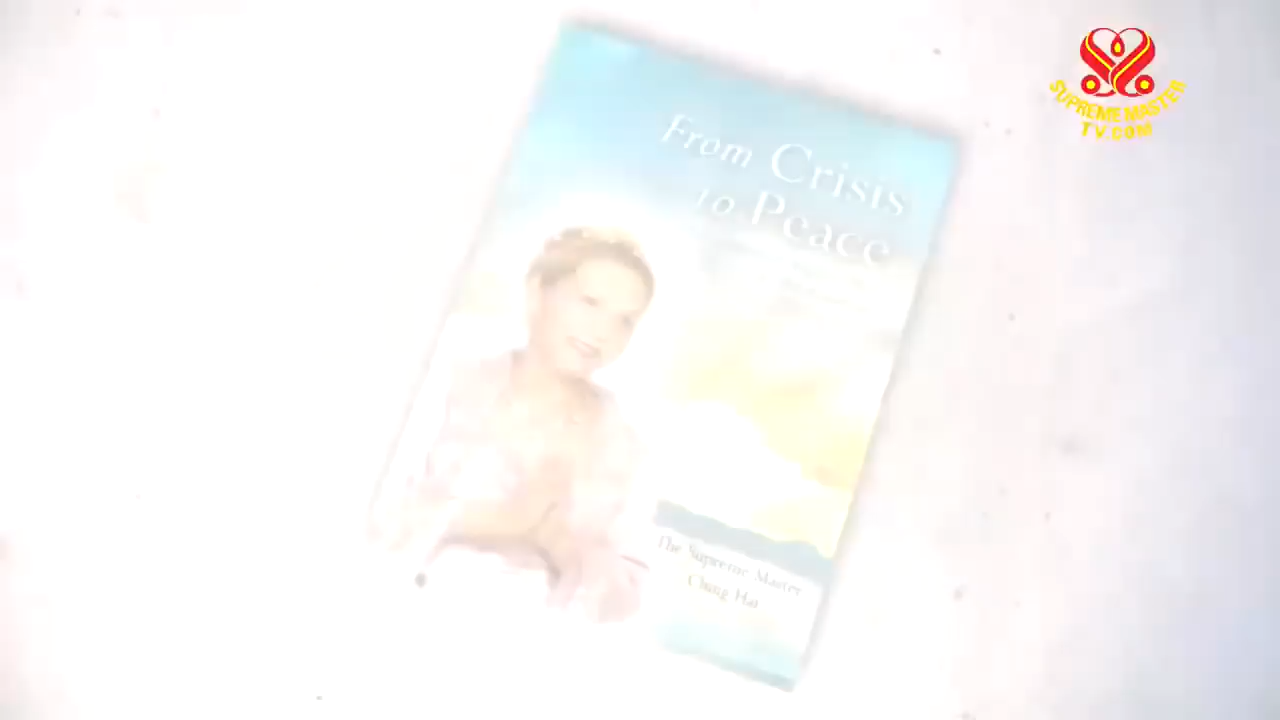 From Crisis
to Peace
The Supreme Master
Ching Hai
SUPREME MASTER
TV.COM